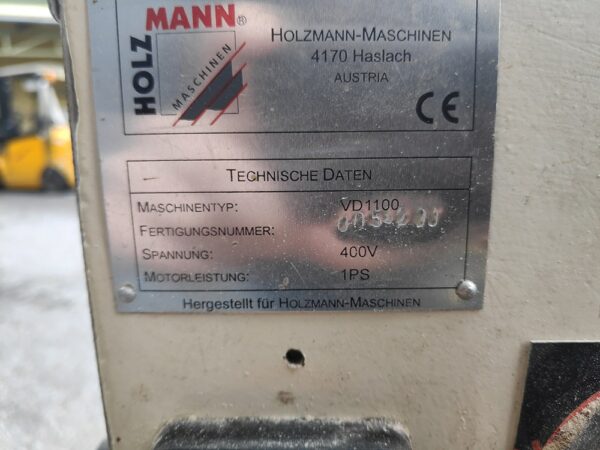 HOLZ
MANN®
MASCHINEN
HOLZMANN-MASCHINEN
4170 Haslach
AUSTRIA
CE
TECHNISCHE DATEN
MASCHINENTYP: VD1100
FERTIGUNGSNUMMER:
SPANNUNG: 400V
MOTORLEISTUNG: 1PS
Hergestellt für HOLZMANN-MASCHINEN